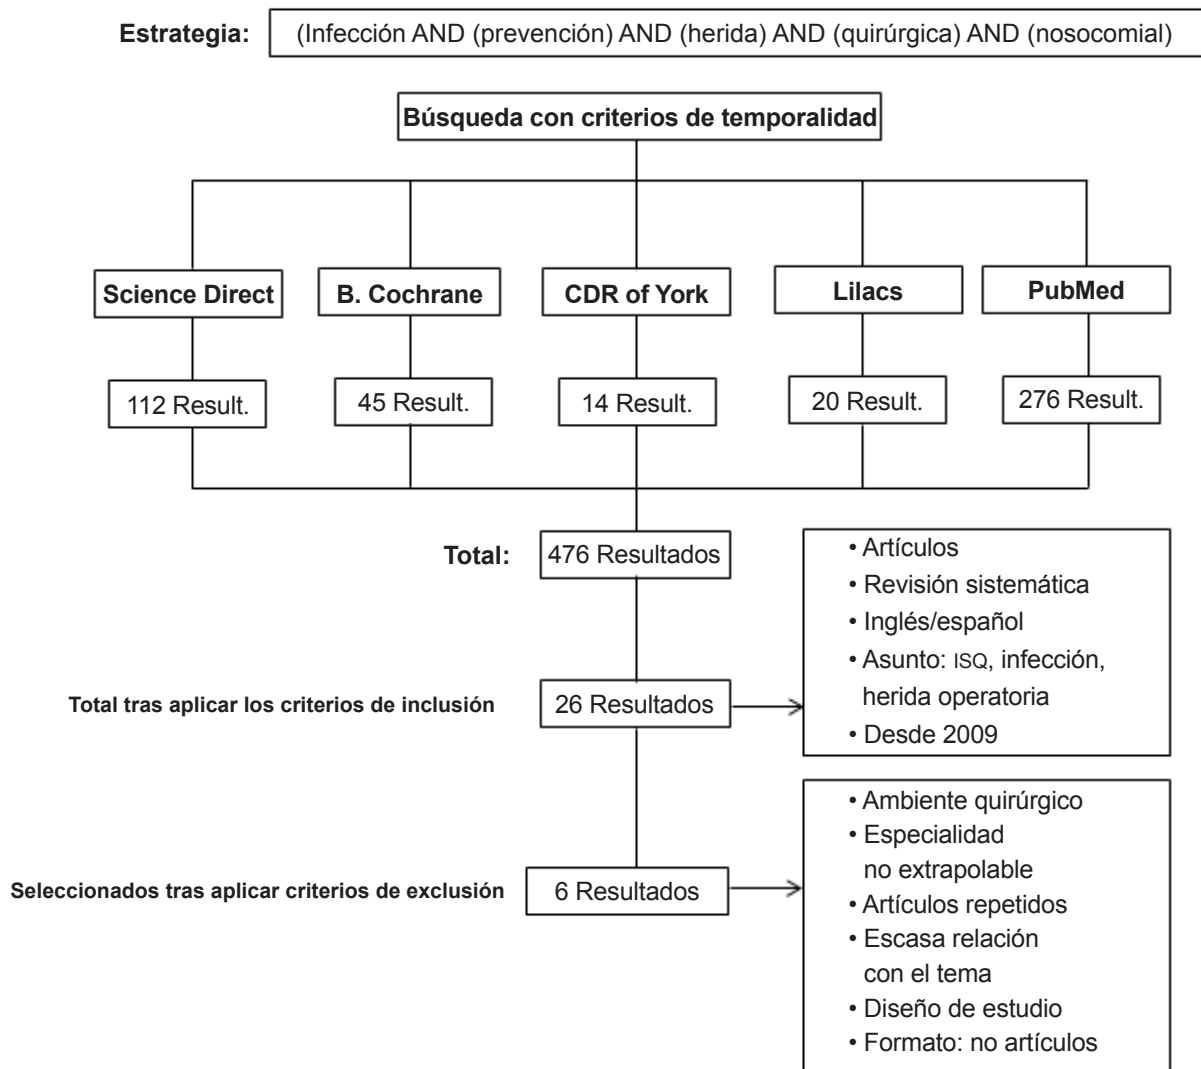 Estrategia: (Infección AND (prevención) AND (herida) AND (quirúrgica) AND (nosocomial)
Búsqueda con criterios de temporalidad
Science Direct
B. Cochrane
CDR of York
Lilacs
PubMed
112 Result.
45 Result.
14 Result.
20 Result.
276 Result.
Total: 476 Resultados
• Artículos
• Revisión sistemática
• Inglés/español
• Asunto: ISQ, infección,
herida operatoria
• Desde 2009
Total tras aplicar los criterios de inclusión
26 Resultados
• Ambiente quirúrgico
• Especialidad
no extrapolable
• Artículos repetidos
• Escasa relación
con el tema
• Diseño de estudio
• Formato: no artículos
Seleccionados tras aplicar criterios de exclusión
6 Resultados